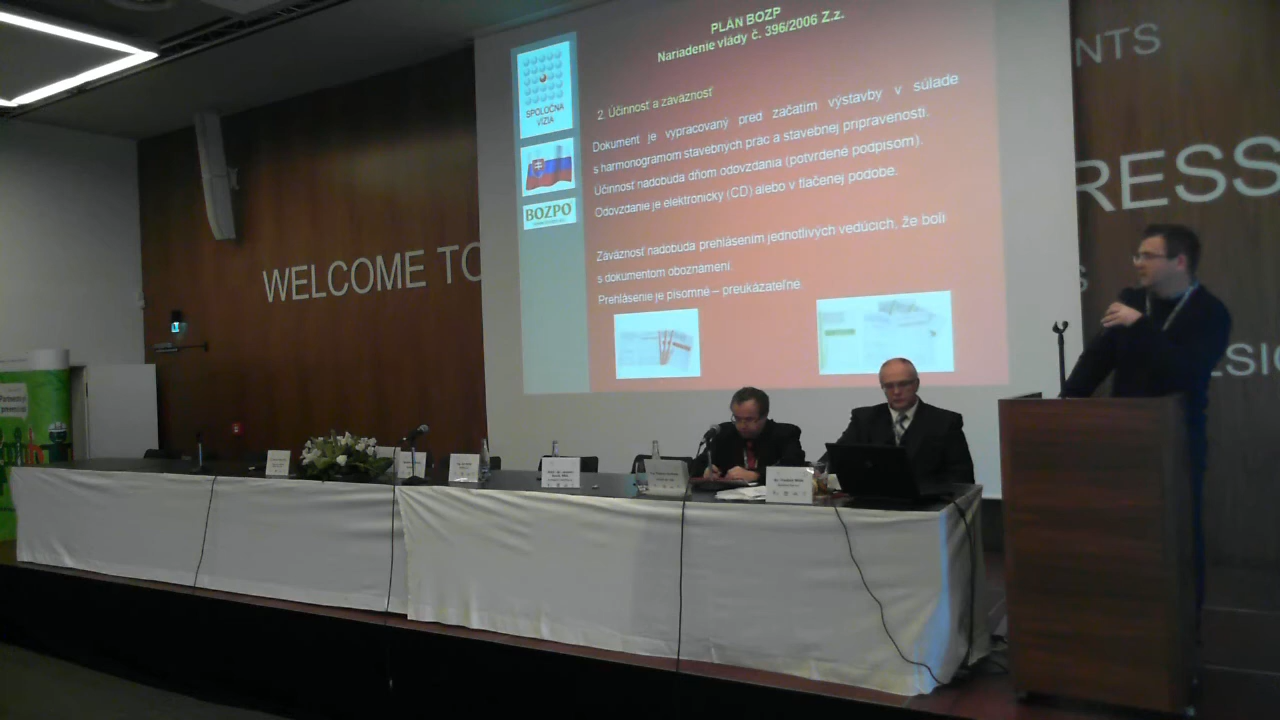 PLÁN BOZP
Nariadenie vlády č. 396/2006 Z.z.
SPOLOČNÁ
VÍZIA
BOZPO
2. Účinnosť a záväznosť
Dokument je vypracovaný pred začatím výstavby v súlade
s harmonogramom stavebných prác a stavebnej pripravenosti.
Účinnosť nadobúda dňom odovzdania (potvrdené podpisom).
Odovzdanie je elektronicky (CD) alebo v tlačenej podobe.
Záväznosť nadobúda prehlásením jednotlivých vedúcich, že boli
s dokumentom oboznámení.
Prehlásenie je písomné – preukázateľné.
WELCOME TO
NTS
RESS
S
ESIG
Partnerstvo